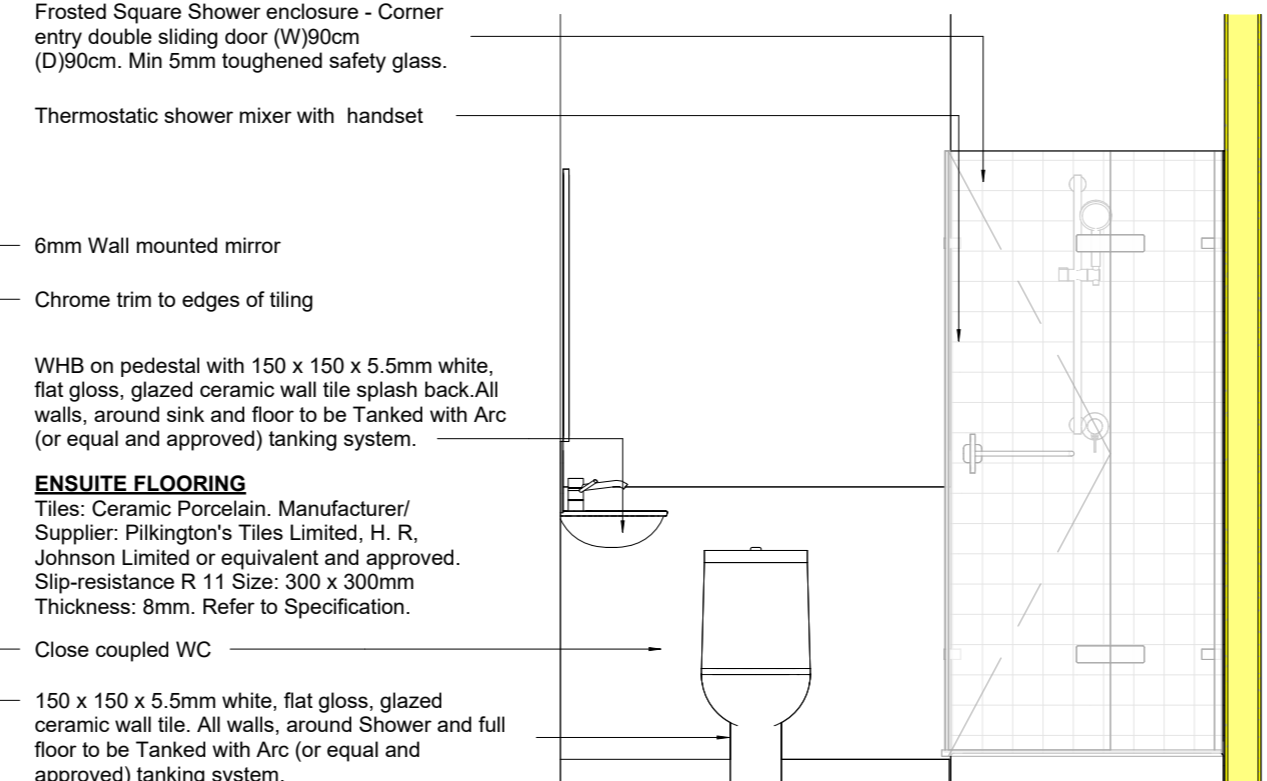 Frosted Square Shower enclosure - Corner
entry double sliding door (W)90cm
(D)90cm. Min 5mm toughened safety glass.
Thermostatic shower mixer with  handset
6mm Wall mounted mirror
Chrome trim to edges of tiling
WHB on pedestal with 150 x 150 x 5.5mm white,
flat gloss, glazed ceramic wall tile splash back.All
walls, around sink and floor to be Tanked with Arc
(or equal and approved) tanking system.
ENSUITE FLOORING
Tiles: Ceramic Porcelain. Manufacturer/
Supplier: Pilkington's Tiles Limited, H. R,
Johnson Limited or equivalent and approved.
Slip-resistance R 11 Size: 300 x 300mm
Thickness: 8mm. Refer to Specification.
Close coupled WC
150 x 150 x 5.5mm white, flat gloss, glazed
ceramic wall tile. All walls, around Shower and full
floor to be Tanked with Arc (or equal and
approved) tanking system.